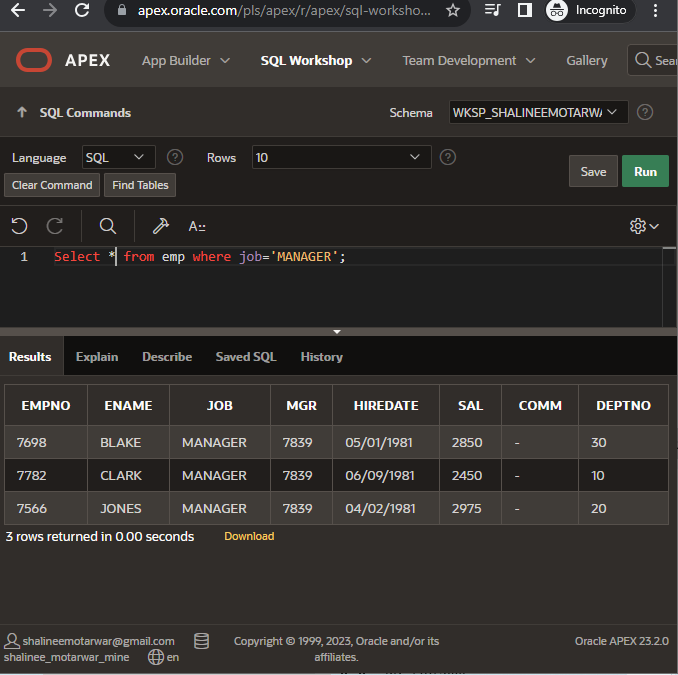 apex.oracle.com/pls/apex/r/apex/sql-worksho... Incognito
APEX App Builder SQL Workshop Team Development Gallery Sea
SQL Commands Schema WKSP_SHALINEEMOTARWA
Language SQL Rows 10
Save Run
Clear Command Find Tables
A::
1 Select * from emp where job='MANAGER';
Results Explain Describe Saved SQL History
EMPNO ENAME JOB MGR HIREDATE SAL COMM DEPTNO
7698 BLAKE MANAGER 7839 05/01/1981 2850 - 30
7782 CLARK MANAGER 7839 06/09/1981 2450 - 10
7566 JONES MANAGER 7839 04/02/1981 2975 - 20
3 rows returned in 0.00 seconds Download
shalineemotarwar@gmail.com Copyright © 1999, 2023, Oracle and/or its Oracle APEX 23.2.0
shalinee_motarwar_mine en affiliates.